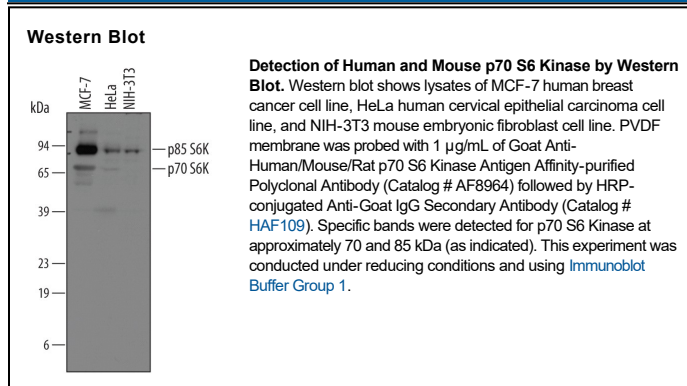 Western Blot
kDa
MCF-7
HeLa
NIH-3T3
94
65
39
23
19
6
p85 S6K
p70 S6K
Detection of Human and Mouse p70 S6 Kinase by Western
Blot. Western blot shows lysates of MCF-7 human breast
cancer cell line, HeLa human cervical epithelial carcinoma cell
line, and NIH-3T3 mouse embryonic fibroblast cell line. PVDF
membrane was probed with 1 µg/mL of Goat Anti-
Human/Mouse/Rat p70 S6 Kinase Antigen Affinity-purified
Polyclonal Antibody (Catalog # AF8964) followed by HRP-
conjugated Anti-Goat IgG Secondary Antibody (Catalog #
HAF109). Specific bands were detected for p70 S6 Kinase at
approximately 70 and 85 kDa (as indicated). This experiment was
conducted under reducing conditions and using Immunoblot
Buffer Group 1.